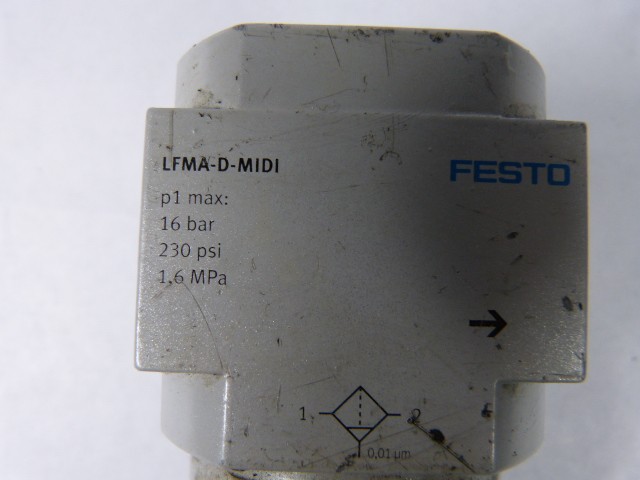 LFMA-D-MIDI
FESTO
p1 max:
16 bar
230 psi
1,6 MPa
1 2
0,01 µm